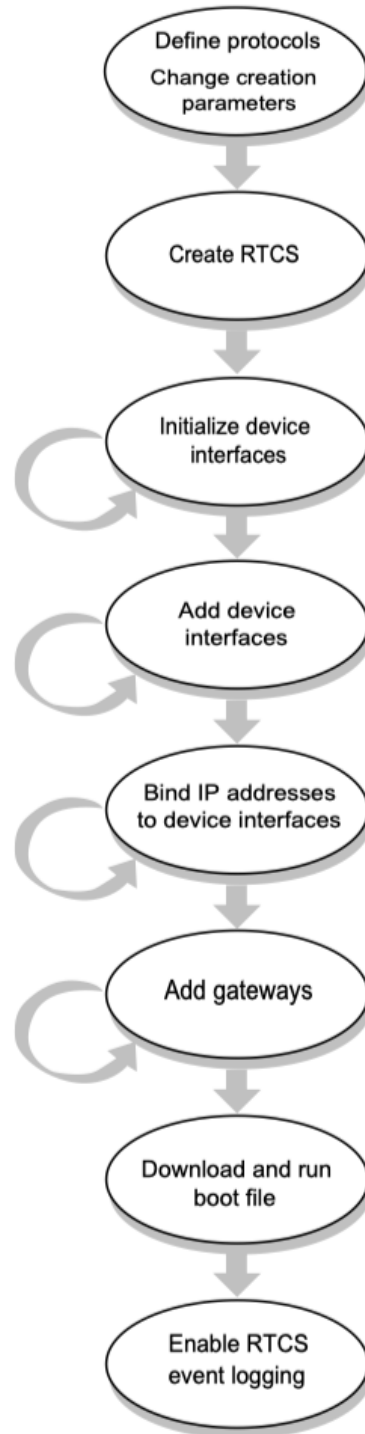 Define protocols
Change creation
parameters
Create RTCS
Initialize device
interfaces
Add device
interfaces
Bind IP addresses
to device interfaces
Add gateways
Download and run
boot file
Enable RTCS
event logging